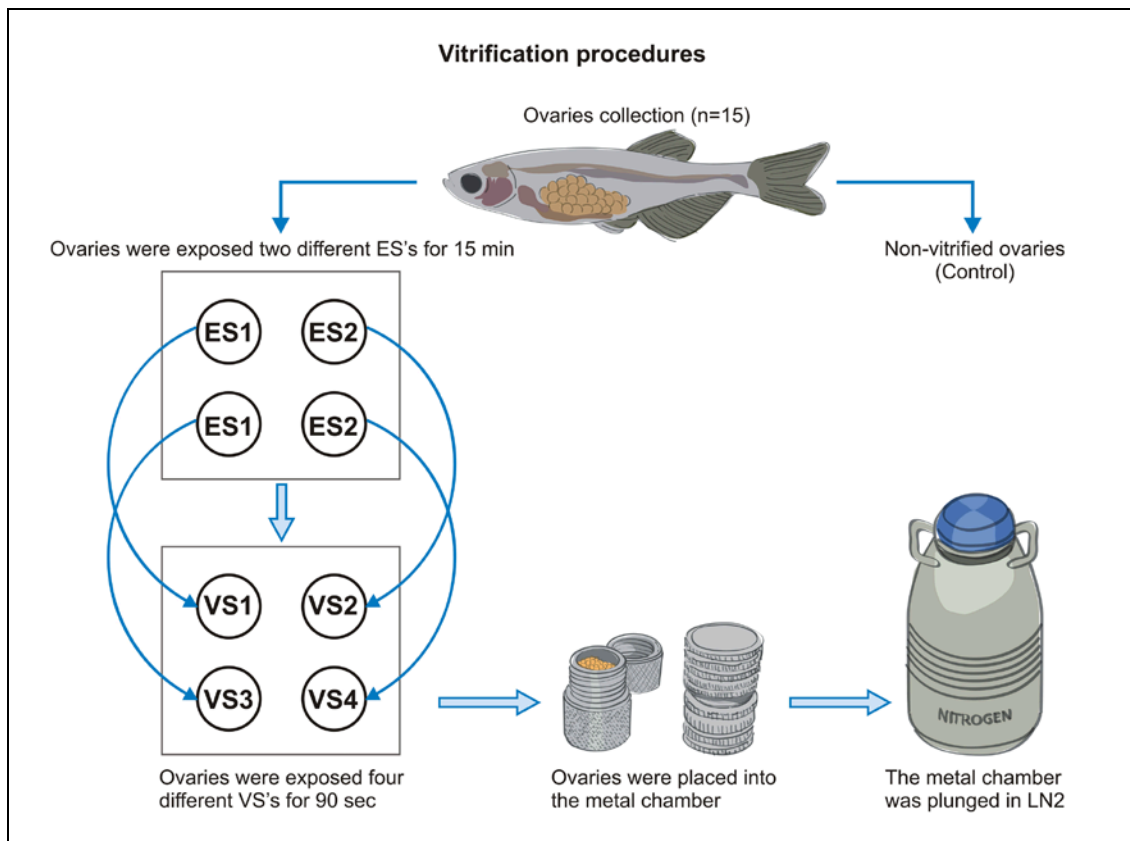 Vitrification procedures
Ovaries collection (n=15)
Ovaries were exposed two different ES's for 15 min
Non-vitrified ovaries
(Control)
ES1 ES2
ES1 ES2
VS1 VS2
VS3 VS4
NITROGEN
Ovaries were exposed four
different VS's for 90 sec
Ovaries were placed into
the metal chamber
The metal chamber
was plunged in LN2